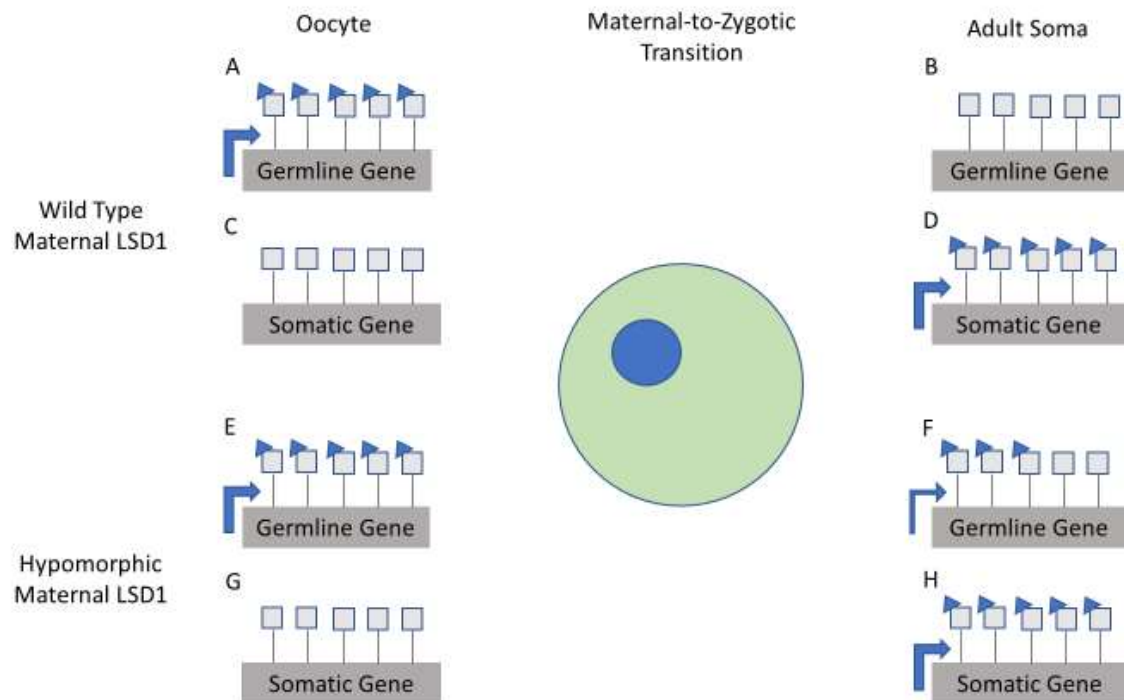 Oocyte
Maternal-to-Zygotic
Transition
Adult Soma
A
Germline Gene
B
Germline Gene
Wild Type
Maternal LSD1
C
Somatic Gene
D
Somatic Gene
E
Germline Gene
F
Germline Gene
Hypomorphic
Maternal LSD1
G
Somatic Gene
H
Somatic Gene